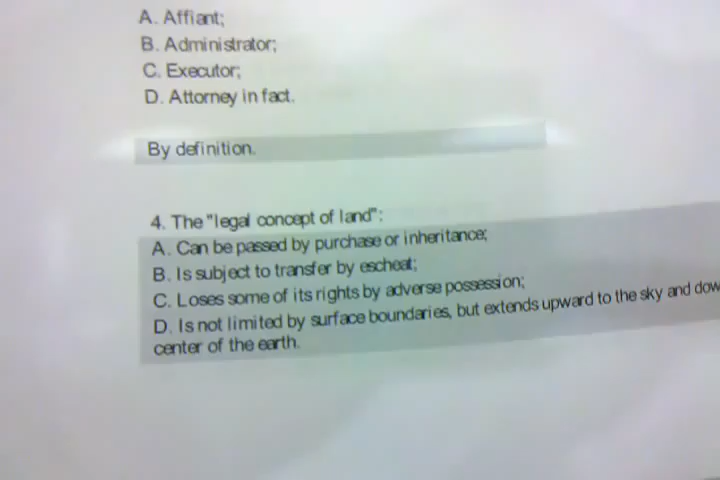 A. Affiant;
B. Administrator;
C. Executor;
D. Attorney in fact.
By definition.
4. The "legal concept of land":
A. Can be passed by purchase or inheritance;
B. Is subject to transfer by escheat;
C. Loses some of its rights by adverse possession;
D. Is not limited by surface boundaries, but extends upward to the sky and dow
center of the earth.